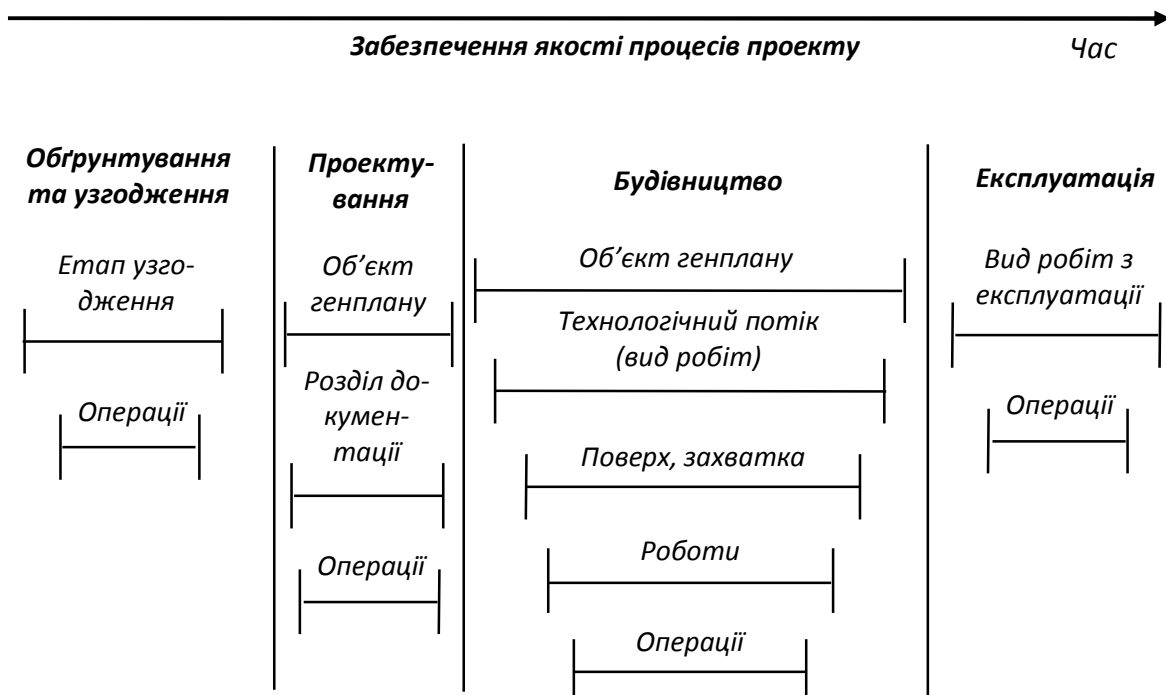 Забезпечення якості процесів проекту
Час
Обґрунтування
та узгодження
Етап узго-
дження
Операції
Проекту-
вання
Об’єкт
генплану
Розділ до-
кумен-
тації
Операції
Будівництво
Об’єкт генплану
Технологічний потік
(вид робіт)
Поверх, захватка
Роботи
Операції
Експлуатація
Вид робіт з
експлуатації
Операції